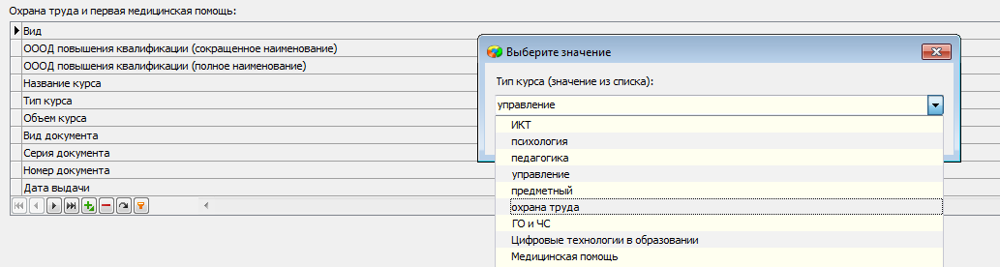 Охрана труда и первая медицинская помощь:
Вид
ОООД повышения квалификации (сокращенное наименование)
ОООД повышения квалификации (полное наименование)
Название курса
Тип курса
Объем курса
Вид документа
Серия документа
Номер документа
Дата выдачи
Выберите значение
Тип курса (значение из списка):
управление
ИКТ
психология
педагогика
управление
предметный
охрана труда
ГО и ЧС
Цифровые технологии в образовании
Медицинская помощь